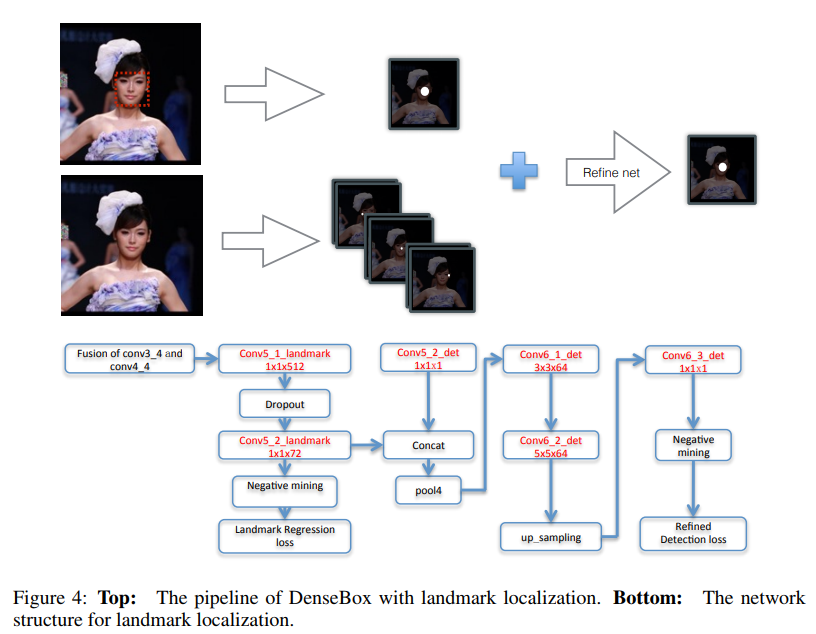 Refine net
Fusion of conv3_4 and
conv4_4
Conv5_1_landmark
1x1x512
Dropout
Conv5_2_landmark
1x1x72
Negative mining
Landmark Regression
loss
Conv5_2_det
1x1x1
Concat
pool4
Conv6_1_det
3x3x64
Conv6_2_det
5x5x64
up_sampling
Conv6_3_det
1x1x1
Negative
mining
Refined
Detection loss
Figure 4: Top: The pipeline of DenseBox with landmark localization. Bottom: The network
structure for landmark localization.